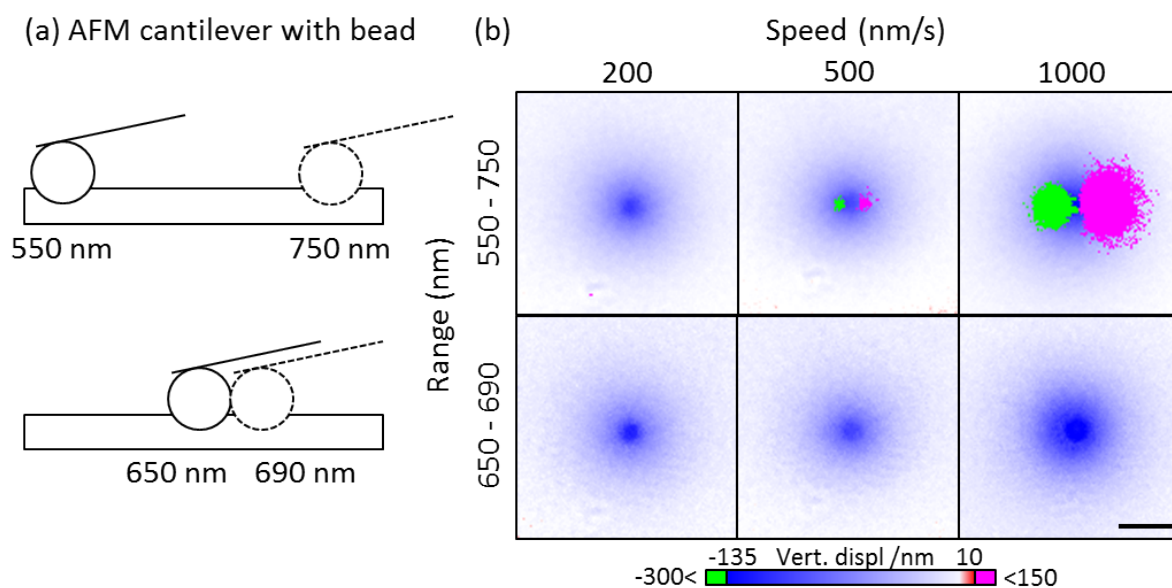 (a) AFM cantilever with bead
550 nm 750 nm
650 nm 690 nm
(b) Speed (nm/s)
200 500 1000
Range (nm)
550 - 750
650 - 690
-135 Vert. displ /nm 10
-300< <150